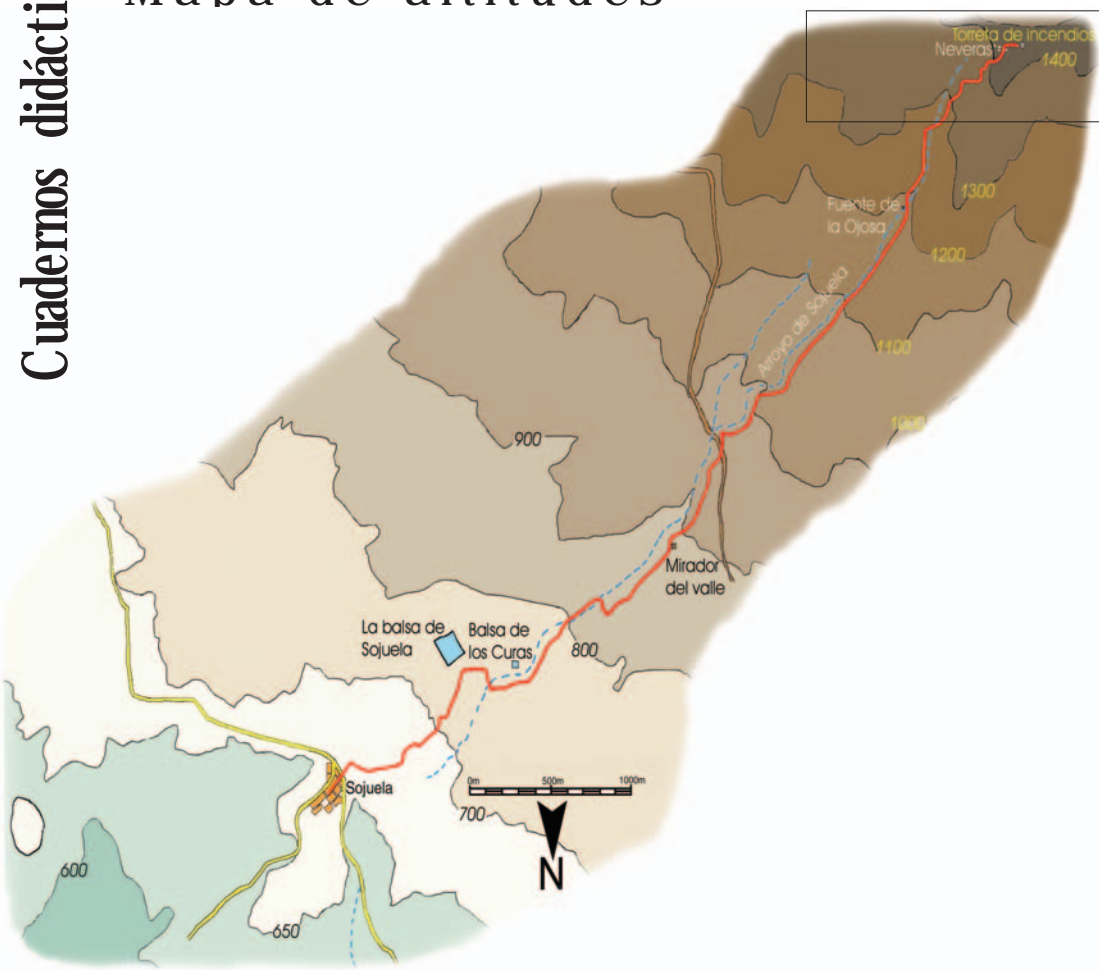 Mapa de altitudes
Cuadernos didácti
Torreta de incendios
Neveras
1400
1300
Fuente de
la Ojosa
1200
Arroyo de Sojuela
1100
1000
900
Mirador
del valle
La balsa de
Sojuela
Balsa de
los Curas
800
Sojuela
0m
500m
1000m
700
N
600
650